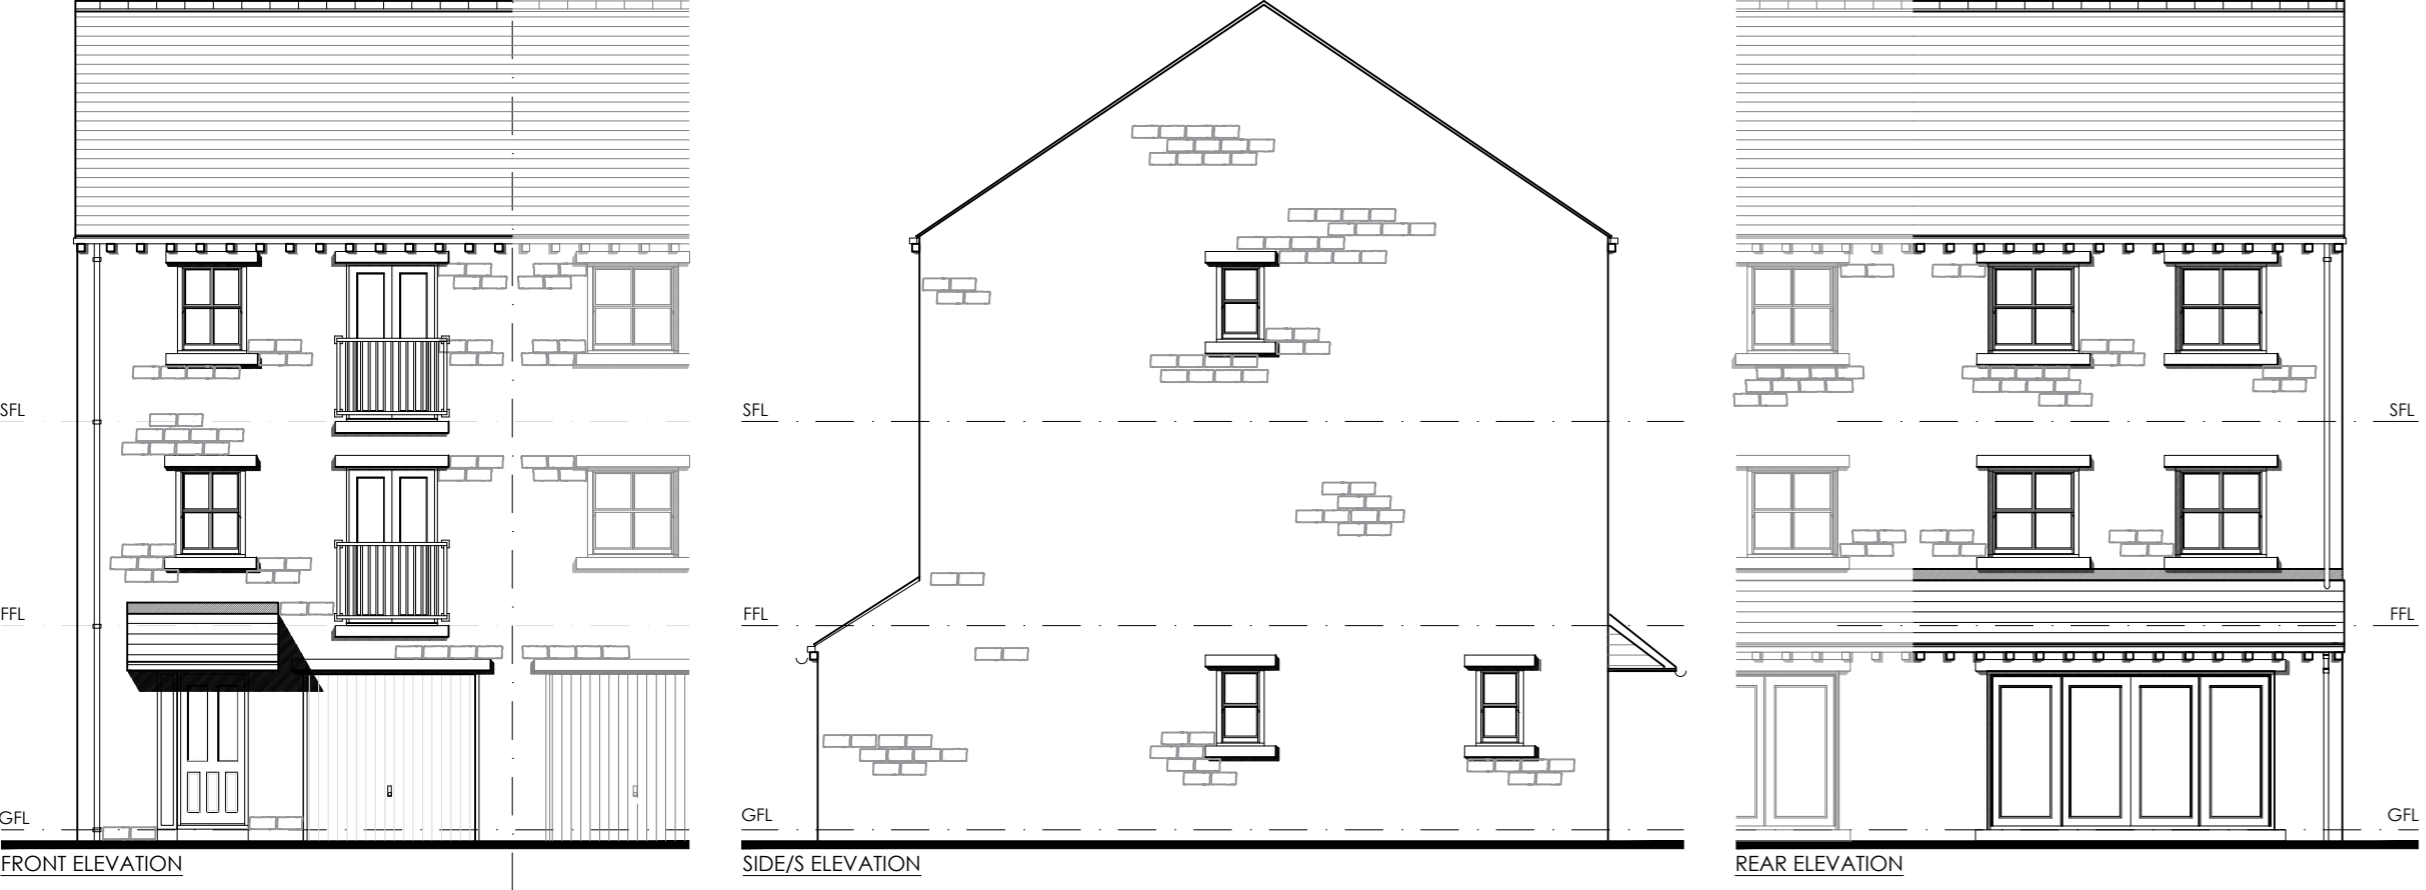 SFL
SFL
SFL
FFL
FFL
FFL
GFL
GFL
GFL
FRONT ELEVATION
SIDE/S ELEVATION
REAR ELEVATION